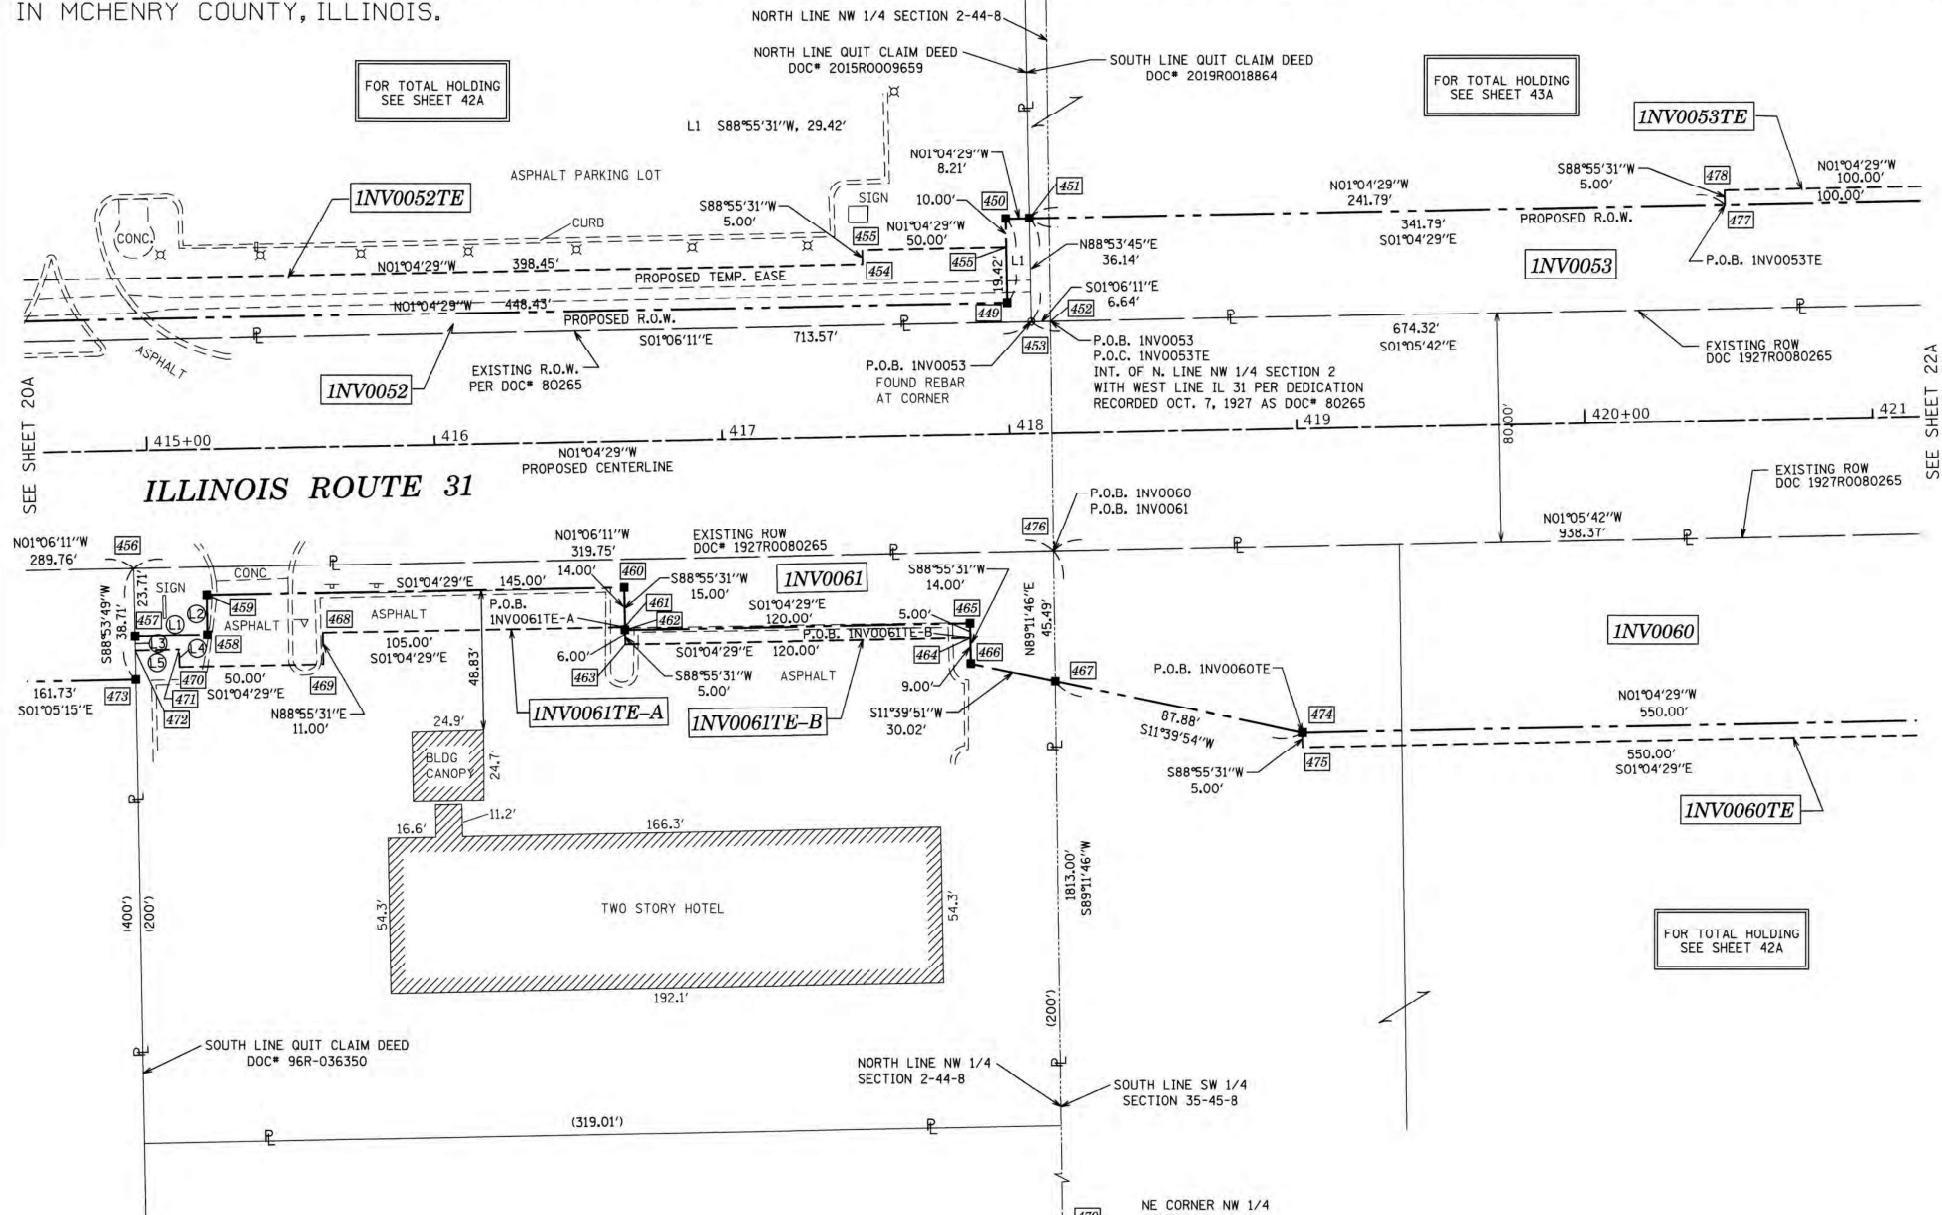 IN MCHENRY COUNTY, ILLINOIS.
NORTH LINE NW 1/4 SECTION 2-44-8
NORTH LINE QUIT CLAIM DEED
DOC# 2015R0009659
SOUTH LINE QUIT CLAIM DEED
DOC# 2019R0018864
FOR TOTAL HOLDING
SEE SHEET 42A
FOR TOTAL HOLDING
SEE SHEET 43A
L1 S88°55'31"W, 29.42'
1NV0053TE
N01°04'29"W
8.21'
S88°55'31"W
5.00'
478
N01°04'29"W
100.00'
100.00'
477
ASPHALT PARKING LOT
1NV0052TE
SIGN
10.00'
450
451
N01°04'29"W
241.79'
341.79'
S01°04'29"E
PROPOSED R.O.W.
S88°55'31"W
5.00'
CURB
CONC.
455
N01°04'29"W
50.00'
N88°53'45"E
36.14'
1NV0053
P.O.B. 1NV0053TE
N01°04'29"W 398.45'
PROPOSED TEMP. EASE
454
455
L1
19.42'
S01°06'11"E
6.64'
N01°04'29"W 448.43'
PROPOSED R.O.W.
449
452
S01°06'11"E 713.57'
453
674.32'
S01°05'42"E
ASPHALT
1NV0052
EXISTING R.O.W.
PER DOC# 80265
P.O.B. 1NV0053
FOUND REBAR
AT CORNER
P.O.B. 1NV0053
P.O.C. 1NV0053TE
INT. OF N. LINE NW 1/4 SECTION 2
WITH WEST LINE IL 31 PER DEDICATION
RECORDED OCT. 7, 1927 AS DOC# 80265
EXISTING ROW
DOC 1927R0080265
80.00'
SEE SHEET 20A
SEE SHEET 22A
415+00
416
417
418
419
420+00
421
N01°04'29"W
PROPOSED CENTERLINE
ILLINOIS ROUTE 31
EXISTING ROW
DOC 1927R0080265
P.O.B. 1NV0060
P.O.B. 1NV0061
N01°06'11"W
289.76'
456
N01°06'11"W
319.75'
EXISTING ROW
DOC# 1927R0080265
476
N01°05'42"W
938.37'
CONC
SIGN
S88°53'49"W
38.71'
23.71'
S01°04'29"E 145.00'
14.00'
460
S88°55'31"W
15.00'
1NV0061
S88°55'31"W
14.00'
459
457
L1
L2
L3
L4
L5
458
ASPHALT
468
ASPHALT
P.O.B.
1NV0061TE-A
461
462
S01°04'29"E
120.00'
5.00'
465
P.O.B. 1NV0061TE-B
N89°11'46"E
45.49'
1NV0060
105.00'
S01°04'29"E
48.83'
6.00'
S01°04'29"E
120.00'
464
466
463
S88°55'31"W
5.00'
ASPHALT
9.00'
467
P.O.B. 1NV0060TE
161.73'
S01°05'15"E
473
470
471
472
50.00'
S01°04'29"E
469
N88°55'31"E
11.00'
1NV0061TE-A
1NV0061TE-B
S11°39'51"W
30.02'
87.88'
S11°39'54"W
474
475
N01°04'29"W
550.00'
550.00'
S01°04'29"E
S88°55'31"W
5.00'
1NV0060TE
24.9'
BLDG
CANOPY
24.7'
11.2'
16.6'
166.3'
54.3'
TWO STORY HOTEL
54.3'
192.1'
(400')
(200')
1813.00'
S89°11'46"W
(200')
FOR TOTAL HOLDING
SEE SHEET 42A
SOUTH LINE QUIT CLAIM DEED
DOC# 96R-036350
NORTH LINE NW 1/4
SECTION 2-44-8
SOUTH LINE SW 1/4
SECTION 35-45-8
(319.01')
NE CORNER NW 1/4